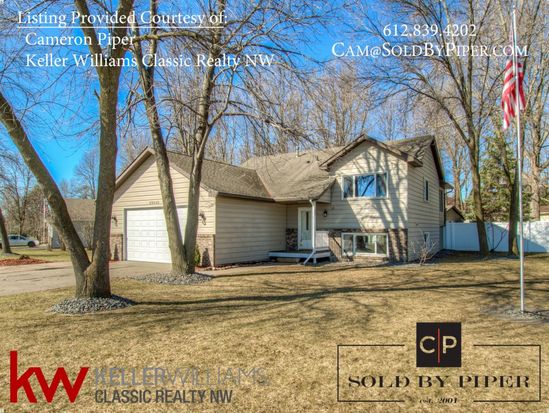 Listing Provided Courtesy of:
Cameron Piper
Keller Williams Classic Realty NW
612.839.4202
Cam@SoldByPiper.com
CP
SOLD BY PIPER
est. 2001
kw
KELLERWILLIAMS.
CLASSIC REALTY NW